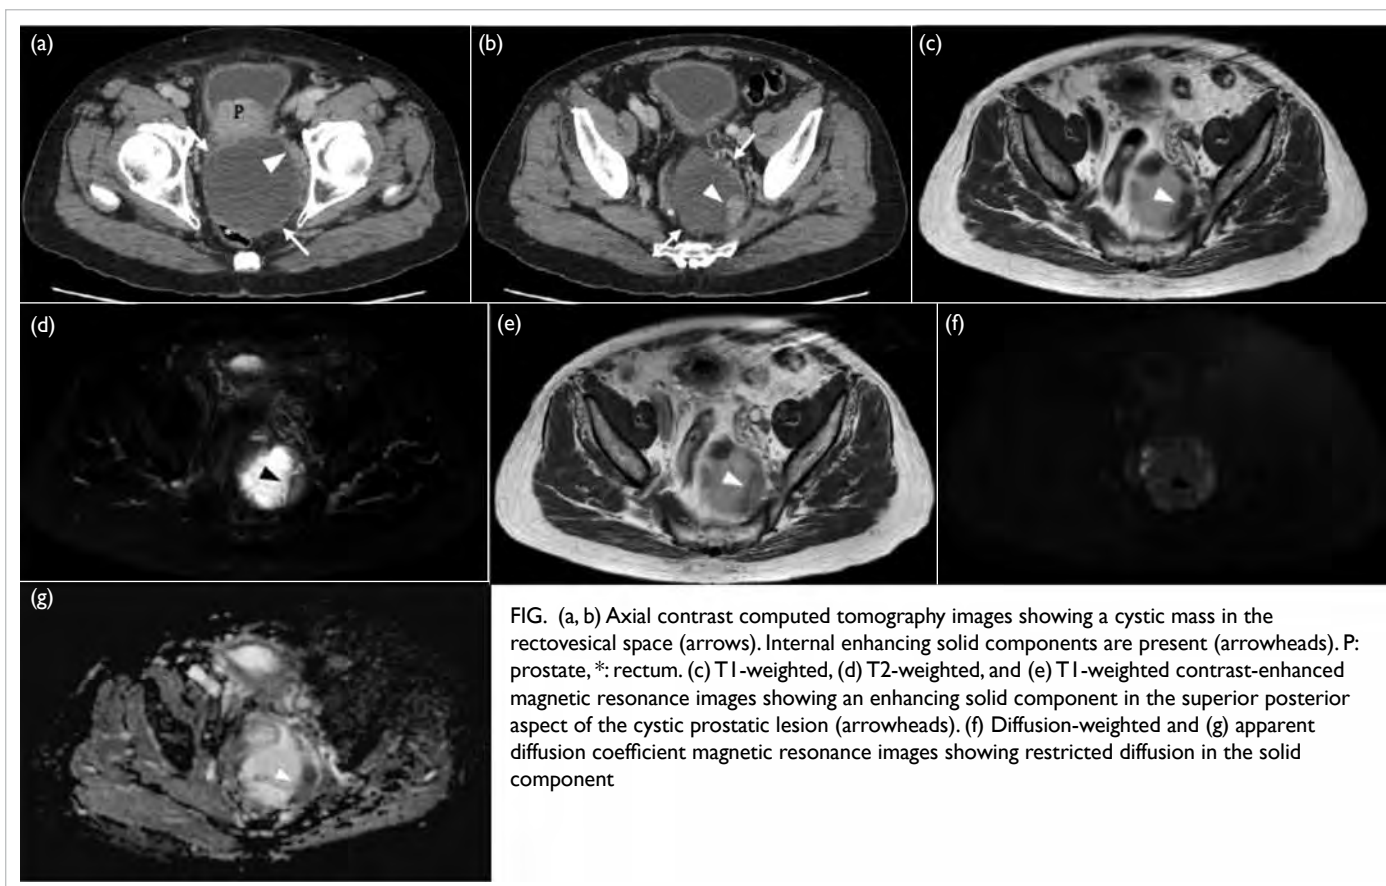 (a)
P
(b)
(c)
(d)
(e)
(f)
(g)
FIG. (a, b) Axial contrast computed tomography images showing a cystic mass in the
rectovesical space (arrows). Internal enhancing solid components are present (arrowheads). P:
prostate, *: rectum. (c) T1-weighted, (d) T2-weighted, and (e) T1-weighted contrast-enhanced
magnetic resonance images showing an enhancing solid component in the superior posterior
aspect of the cystic prostatic lesion (arrowheads). (f) Diffusion-weighted and (g) apparent
diffusion coefficient magnetic resonance images showing restricted diffusion in the solid
component